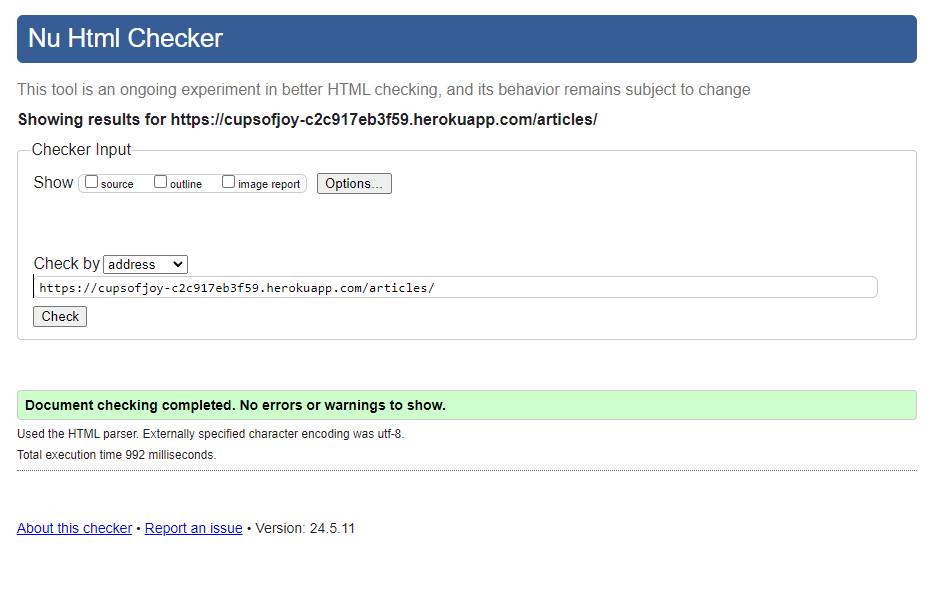 Nu Html Checker
This tool is an ongoing experiment in better HTML checking, and its behavior remains subject to change
Showing results for https://cupsofjoy-c2c917eb3f59.herokuapp.com/articles/
Checker Input
Show source outline image report Options...
Check by address
https://cupsofjoy-c2c917eb3f59.herokuapp.com/articles/
Check
Document checking completed. No errors or warnings to show.
Used the HTML parser. Externally specified character encoding was utf-8.
Total execution time 992 milliseconds.
About this checker • Report an issue • Version: 24.5.11